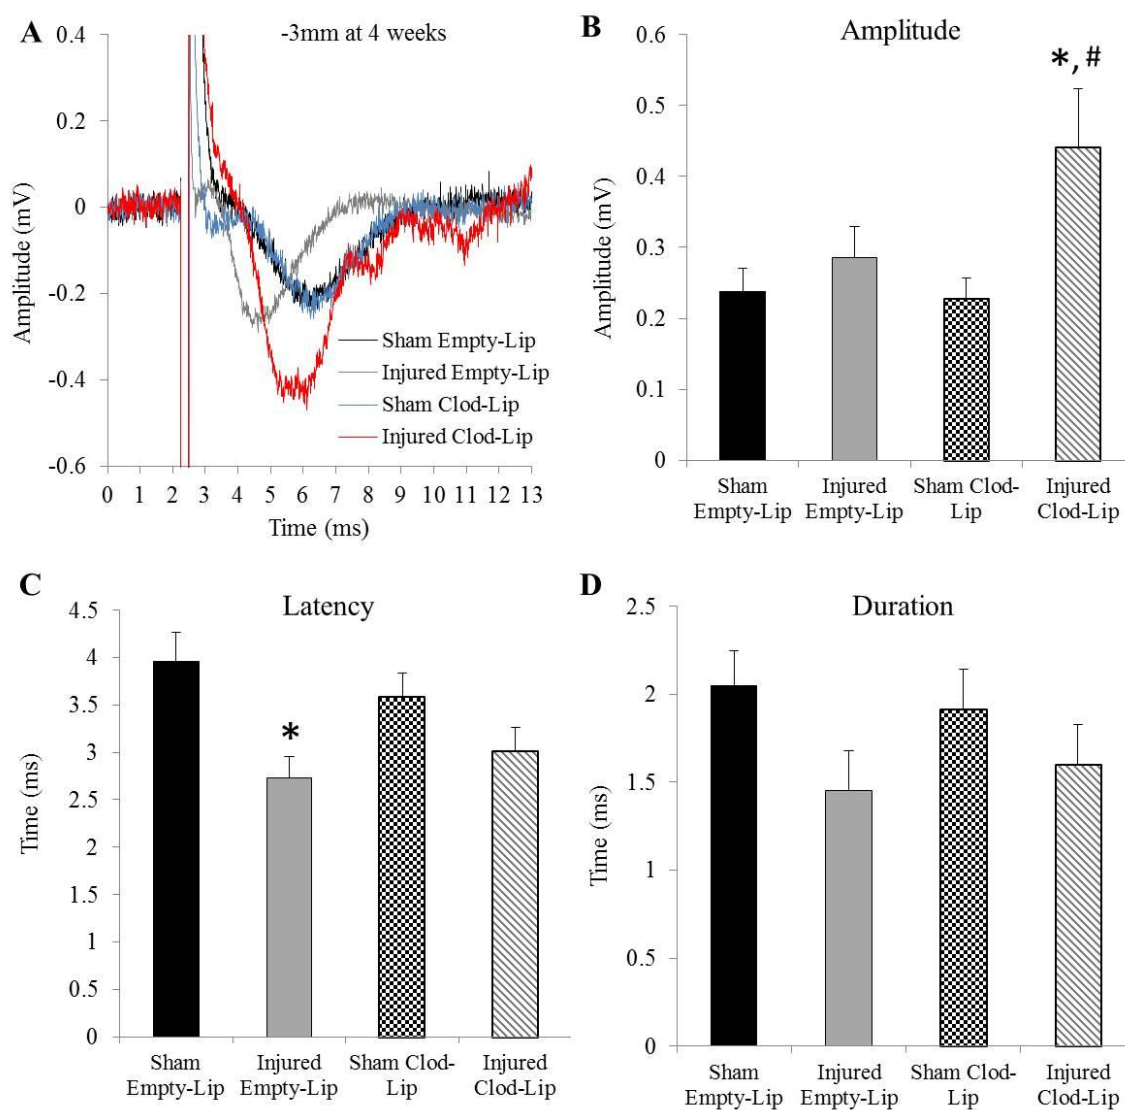 A
-3mm at 4 weeks
0.4
0.2
0
-0.2
-0.4
-0.6
Amplitude (mV)
Sham Empty-Lip
Injured Empty-Lip
Sham Clod-Lip
Injured Clod-Lip
0 1 2 3 4 5 6 7 8 9 10 11 12 13
Time (ms)
B
Amplitude
0.6
0.5
0.4
0.3
0.2
0.1
0
Amplitude (mV)
*, #
Sham
Empty-Lip
Injured
Empty-Lip
Sham Clod-
Lip
Injured
Clod-Lip
C
Latency
4.5
4
3.5
3
2.5
2
1.5
1
0.5
0
Time (ms)
*
Sham
Empty-Lip
Injured
Empty-Lip
Sham Clod-
Lip
Injured
Clod-Lip
D
Duration
2.5
2
1.5
1
0.5
0
Time (ms)
Sham
Empty-Lip
Injured
Empty-Lip
Sham Clod-
Lip
Injured
Clod-Lip